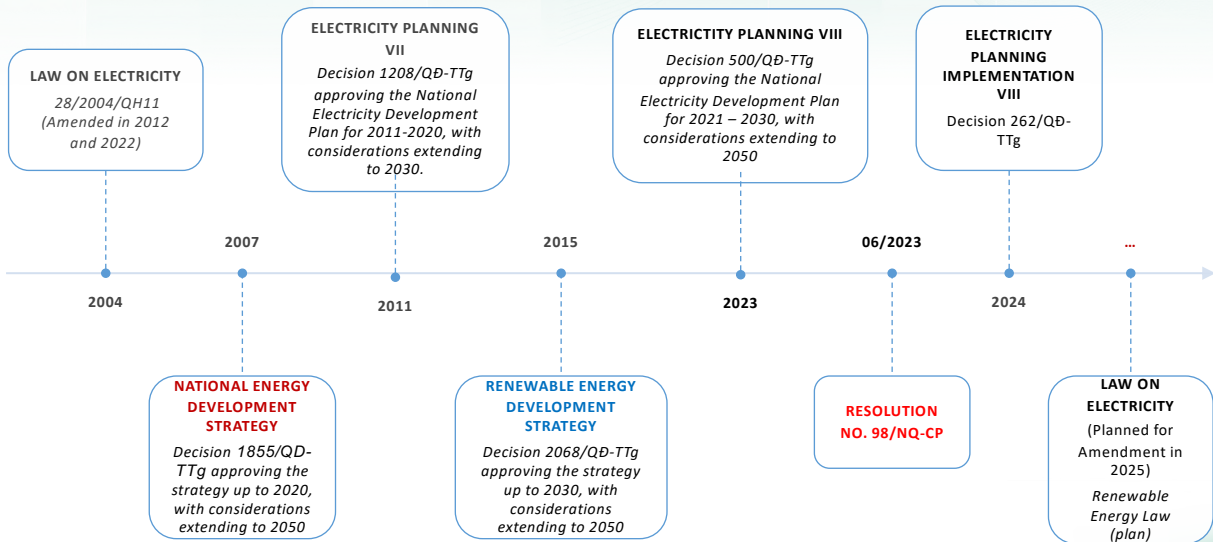 LAW ON ELECTRICITY
28/2004/QH11
(Amended in 2012
and 2022)
ELECTRICITY PLANNING
VII
Decision 1208/QĐ-TTg
approving the National
Electricity Development
Plan for 2011-2020, with
considerations extending
to 2030.
ELECTRICTITY PLANNING VIII
Decision 500/QĐ-TTg
approving the National
Electricity Development Plan
for 2021 – 2030, with
considerations extending to
2050
ELECTRICITY
PLANNING
IMPLEMENTATION
VIII
Decision 262/QĐ-
TTg
2007
2015
06/2023
...
2004
2011
2023
2024
NATIONAL ENERGY
DEVELOPMENT
STRATEGY
Decision 1855/QD-
TTg approving the
strategy up to 2020,
with considerations
extending to 2050
RENEWABLE ENERGY
DEVELOPMENT
STRATEGY
Decision 2068/QĐ-TTg
approving the strategy
up to 2030, with
considerations
extending to 2050
RESOLUTION
NO. 98/NQ-CP
LAW ON
ELECTRICITY
(Planned for
Amendment in
2025)
Renewable
Energy Law
(plan)